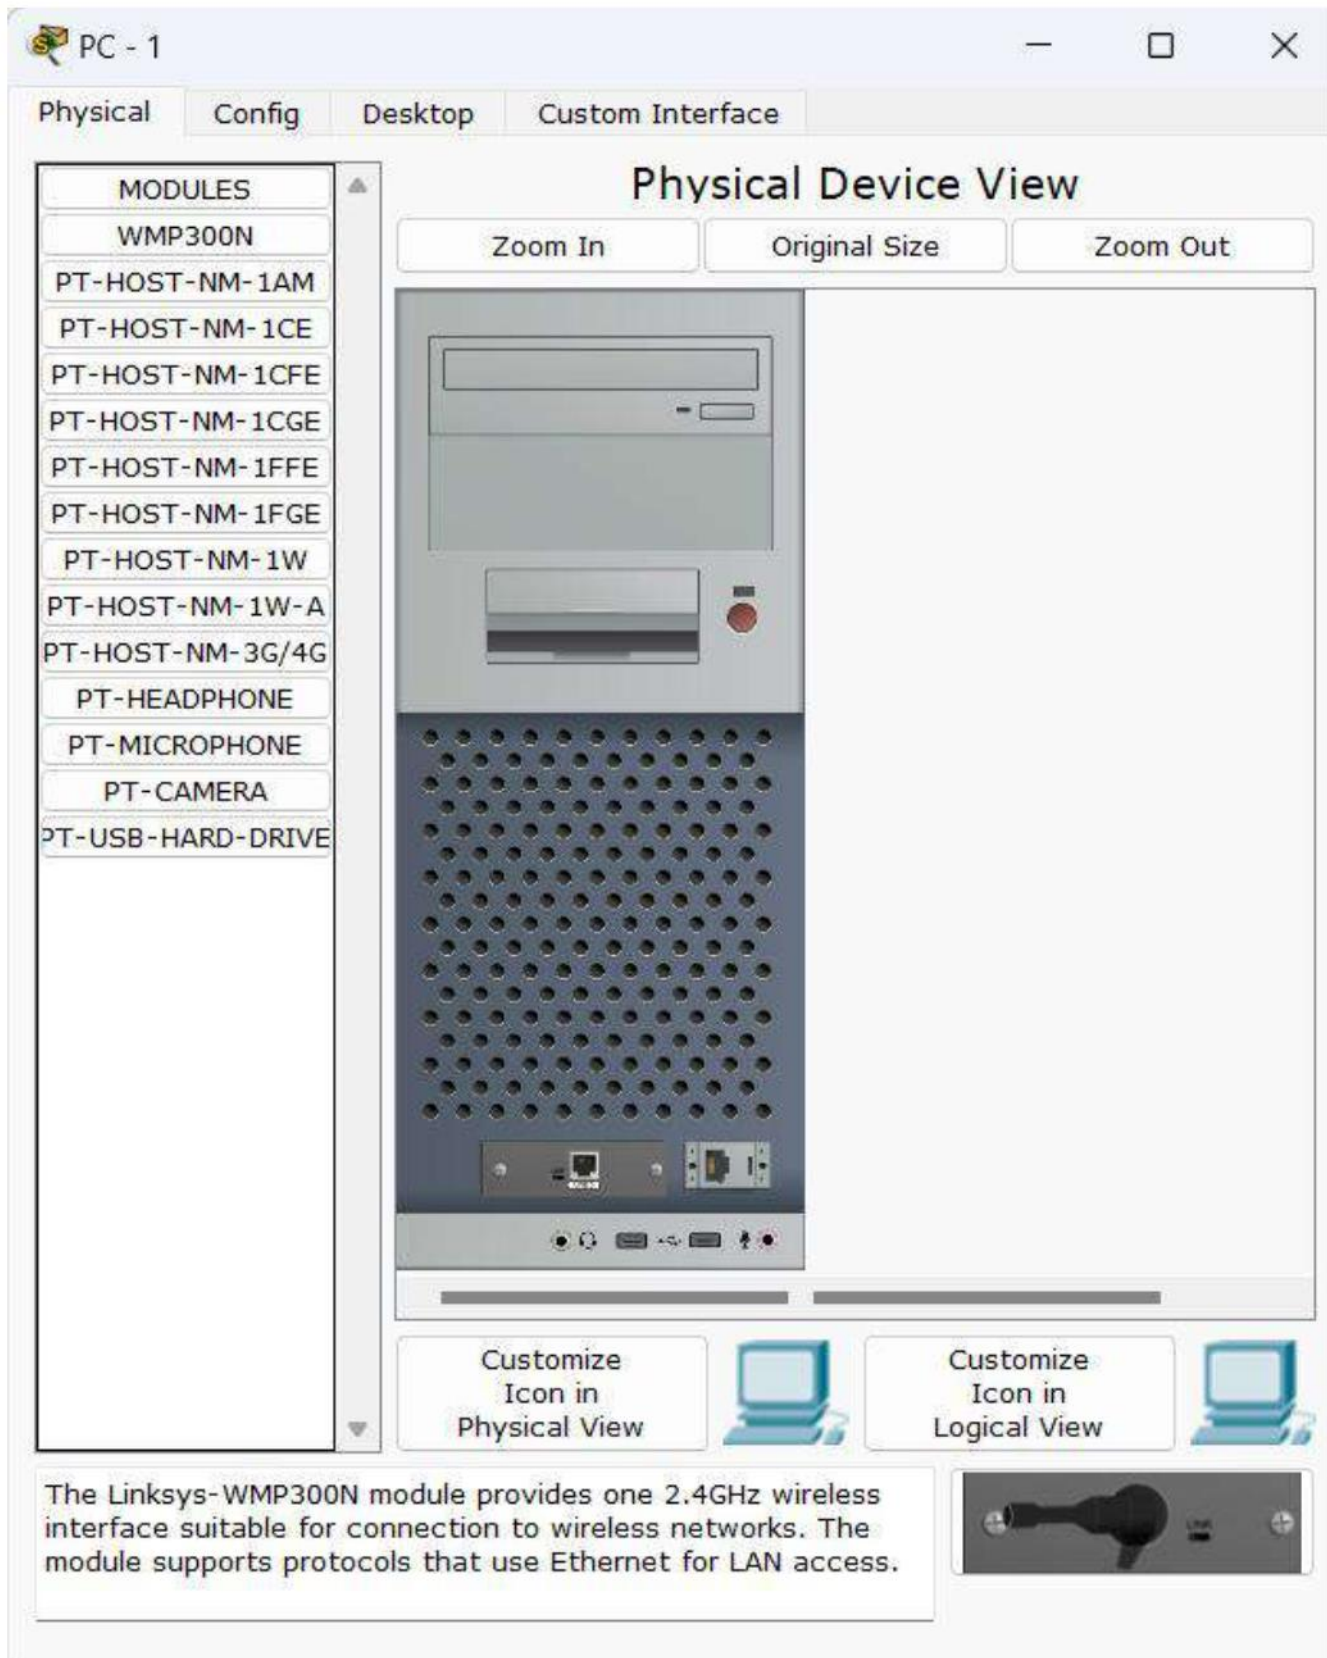 PC - 1
Physical
Config
Desktop
Custom Interface
MODULES
WMP300N
PT-HOST-NM-1AM
PT-HOST-NM-1CE
PT-HOST-NM-1CFE
PT-HOST-NM-1CGE
PT-HOST-NM-1FFE
PT-HOST-NM-1FGE
PT-HOST-NM-1W
PT-HOST-NM-1W-A
PT-HOST-NM-3G/4G
PT-HEADPHONE
PT-MICROPHONE
PT-CAMERA
PT-USB-HARD-DRIVE
Physical Device View
Zoom In
Original Size
Zoom Out
Customize
Icon in
Physical View
Customize
Icon in
Logical View
The Linksys-WMP300N module provides one 2.4GHz wireless
interface suitable for connection to wireless networks. The
module supports protocols that use Ethernet for LAN access.